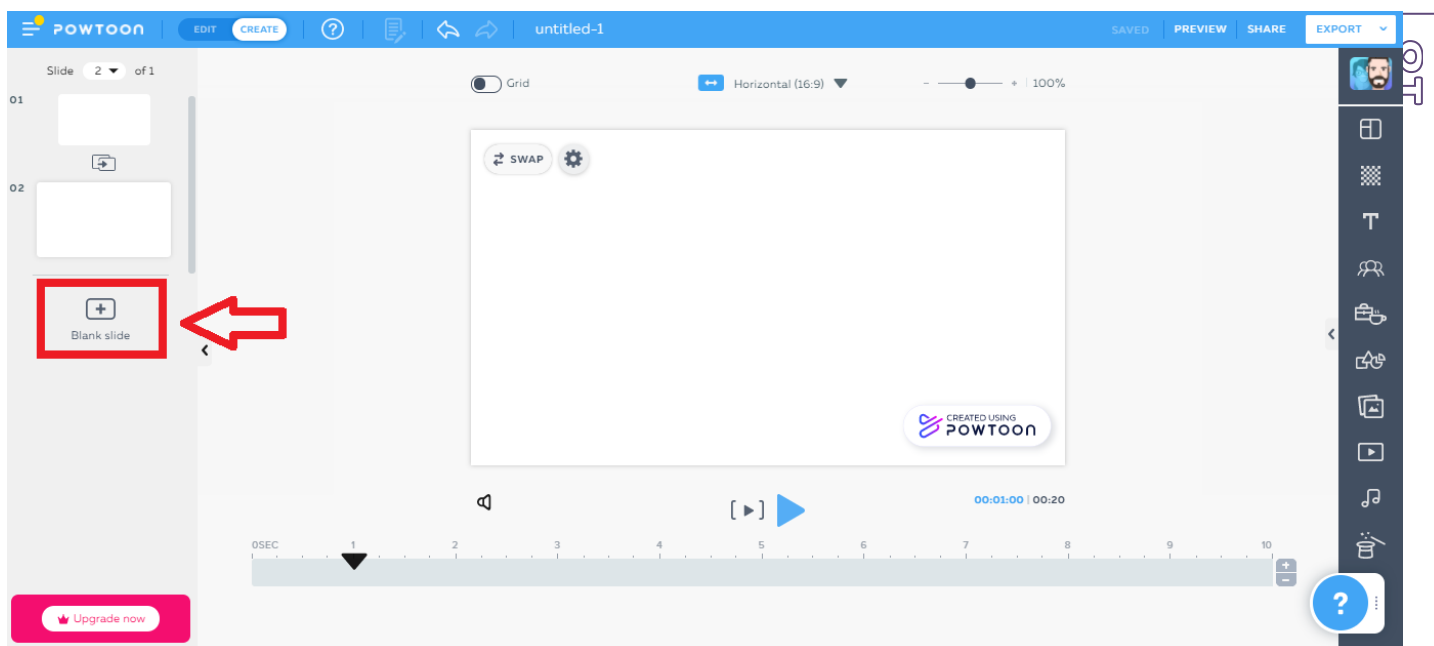 POWTOON EDIT CREATE ? untitled-1 SAVED PREVIEW SHARE EXPORT
Slide 2 of 1
01
02
Blank slide
Upgrade now
Grid Horizontal (16:9) - + 100%
SWAP
CREATED USING
POWTOON
00:01:00 | 00:20
0SEC 1 2 3 4 5 6 7 8 9 10
+
-
T
?
OT